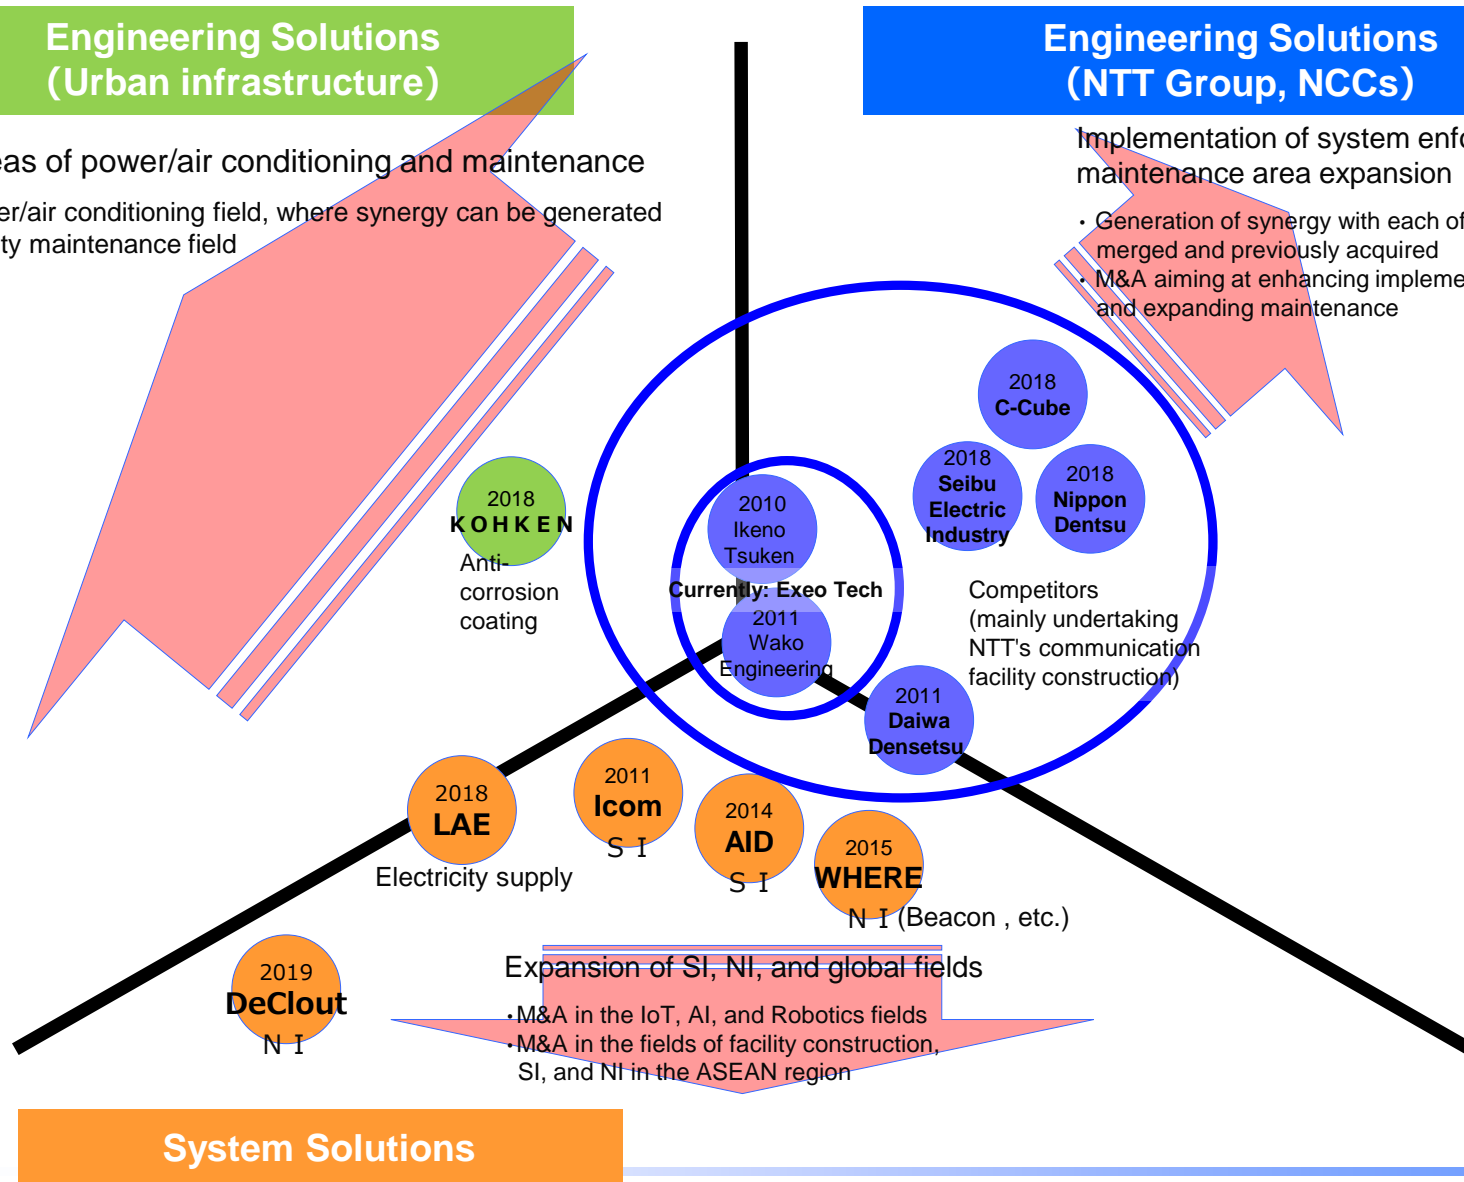 Engineering Solutions
（Urban infrastructure）
Engineering Solutions
（NTT Group, NCCs）
of power/air conditioning and maintenance
conditioning field, where synergy can be generated
maintenance field
Implementation of system
maintenance area expansion
・Generation of synergy with each of
merged and previously acquired
・M&A aiming at enhancing
and expanding maintenance
2018
C-Cube
2018
Seibu
Electric
Industry
2018
Nippon
Dentsu
2018
ＫＯＨＫＥＮ
Anti-
corrosion
coating
2010
Ikeno
Tsuken
Currently: Exeo Tech
2011
Wako
Engineering
Competitors
(mainly undertaking
NTT's communication
facility construction)
2011
Daiwa
Densetsu
2018
LAE
Electricity supply
2011
Icom
ＳＩ
2014
AID
ＳＩ
2015
WHERE
ＮＩ(Beacon , etc.)
2019
DeClout
ＮＩ
Expansion of SI, NI, and global fields
・M&A in the IoT, AI, and Robotics fields
・M&A in the fields of facility construction,
SI, and NI in the ASEAN region
System Solutions